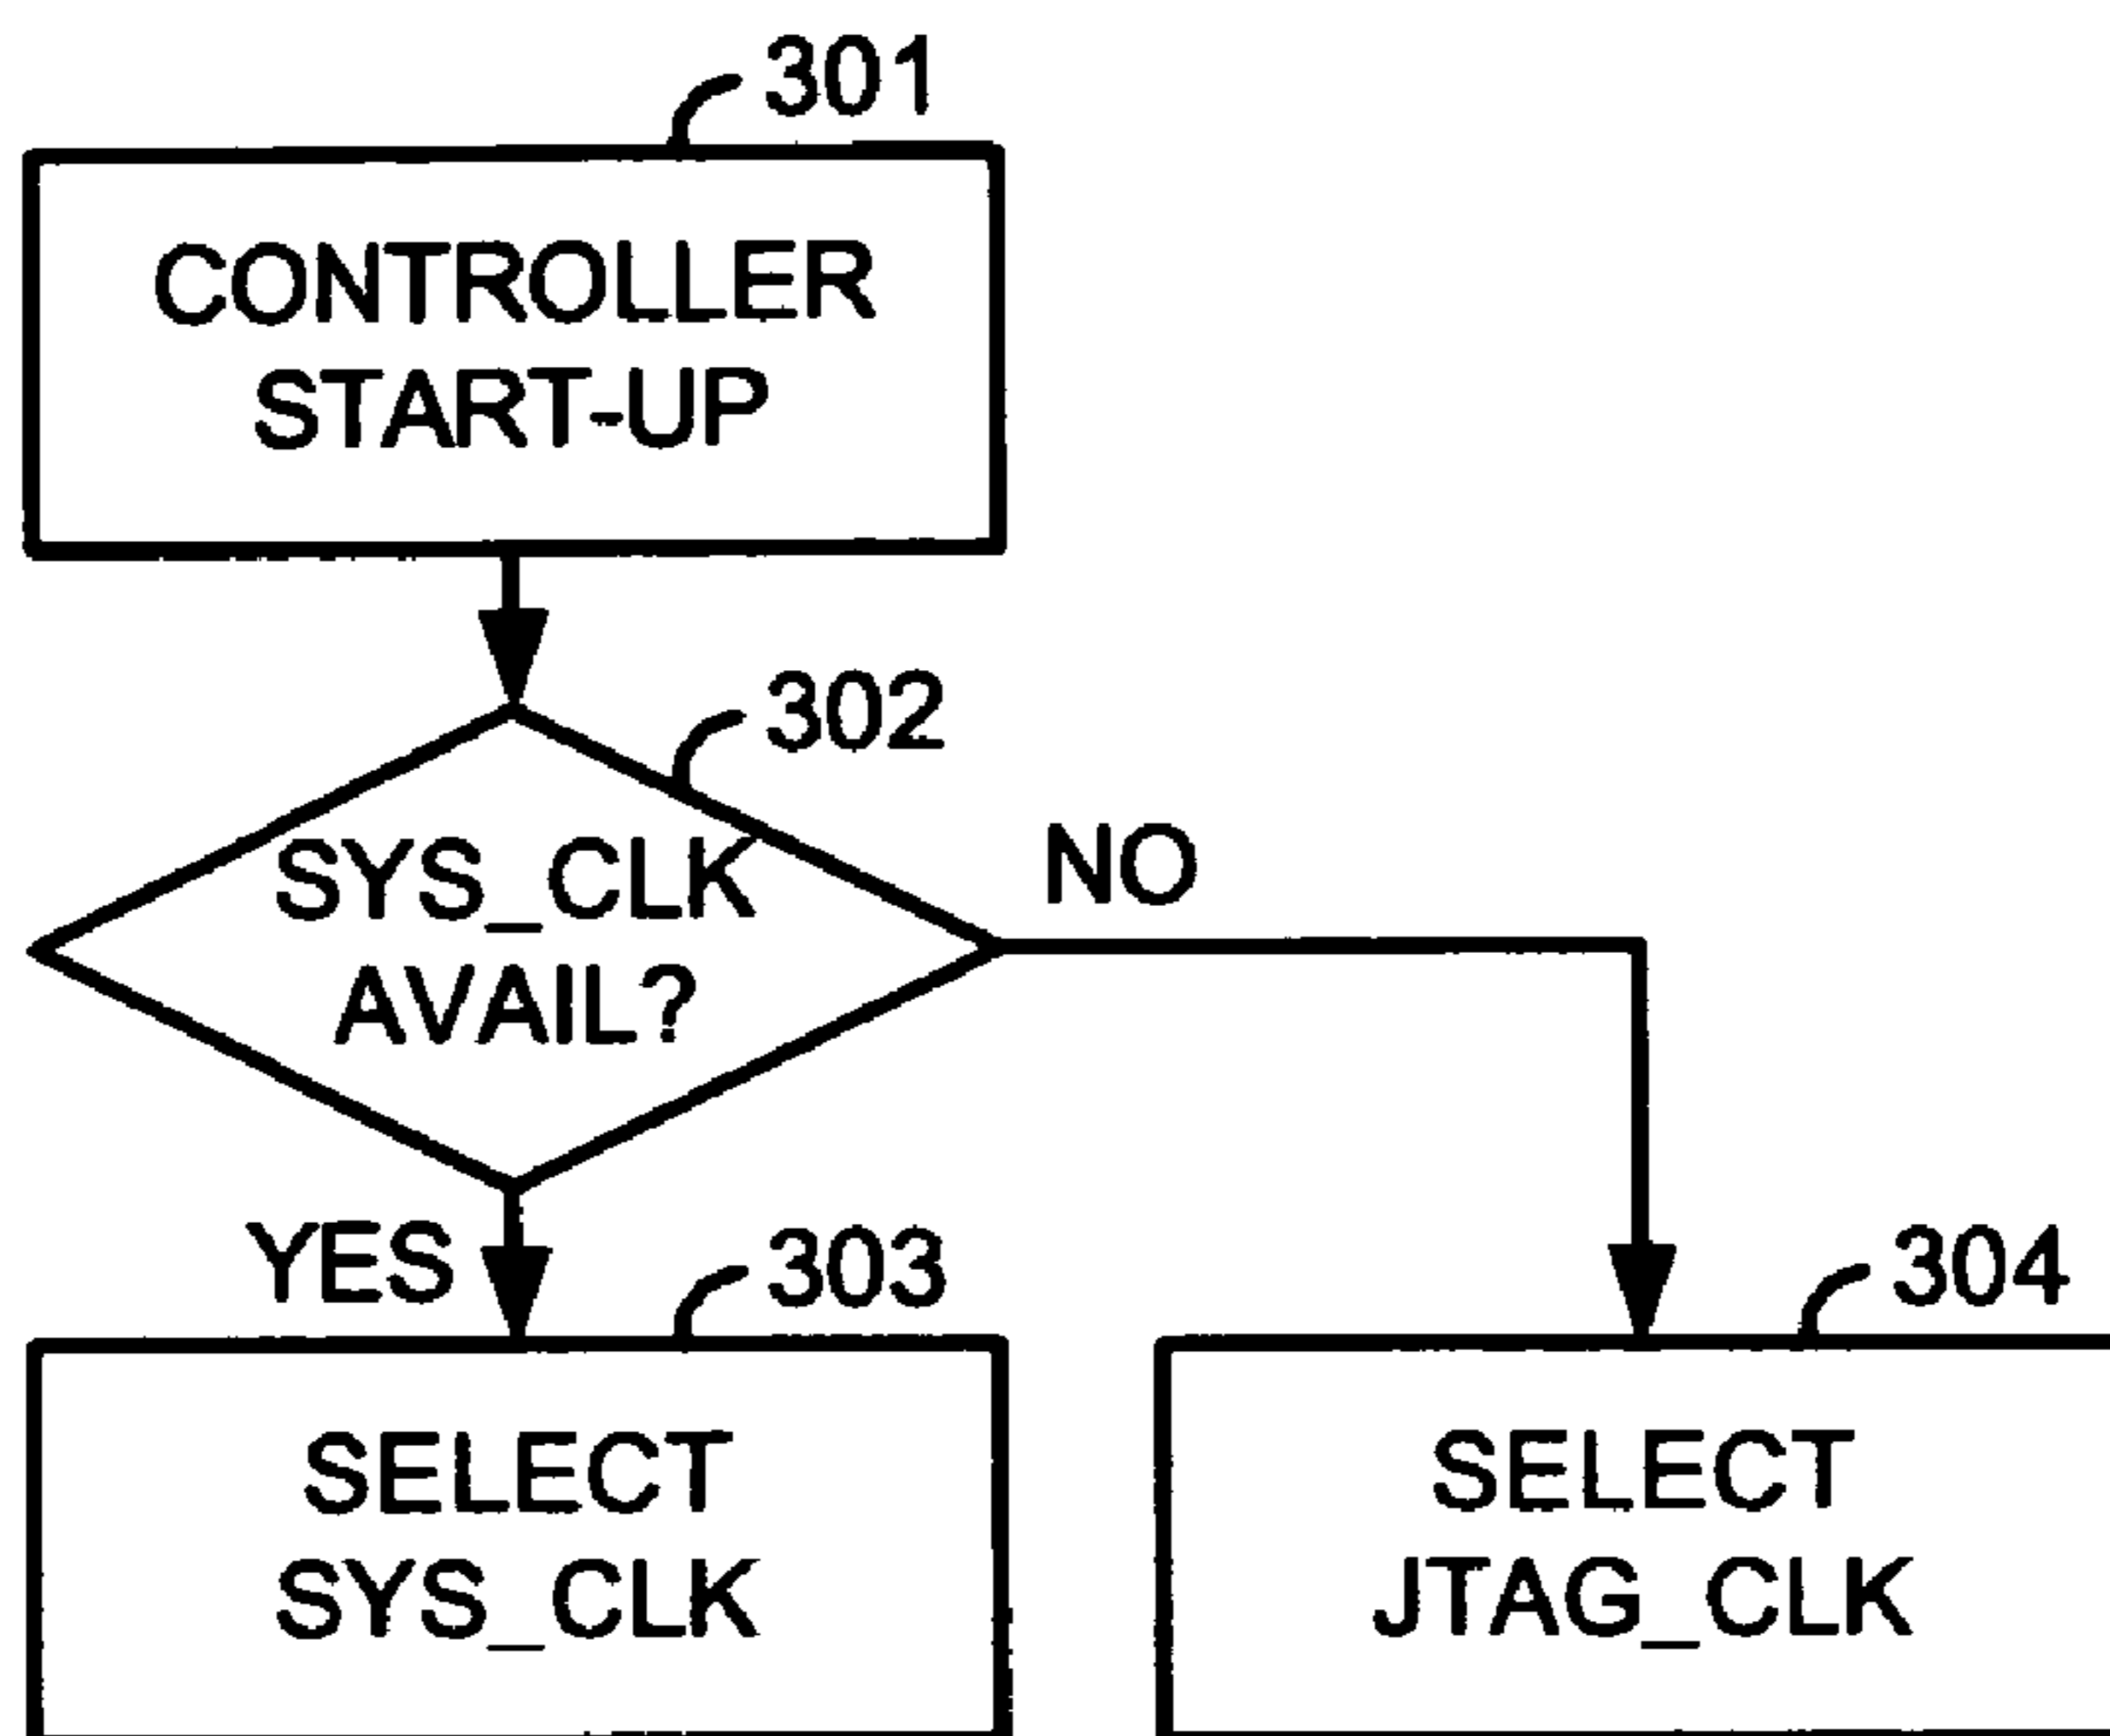 301
CONTROLLER
START-UP
302
SYS_CLK
AVAIL?
NO
YES
303
SELECT
SYS_CLK
304
SELECT
JTAG_CLK